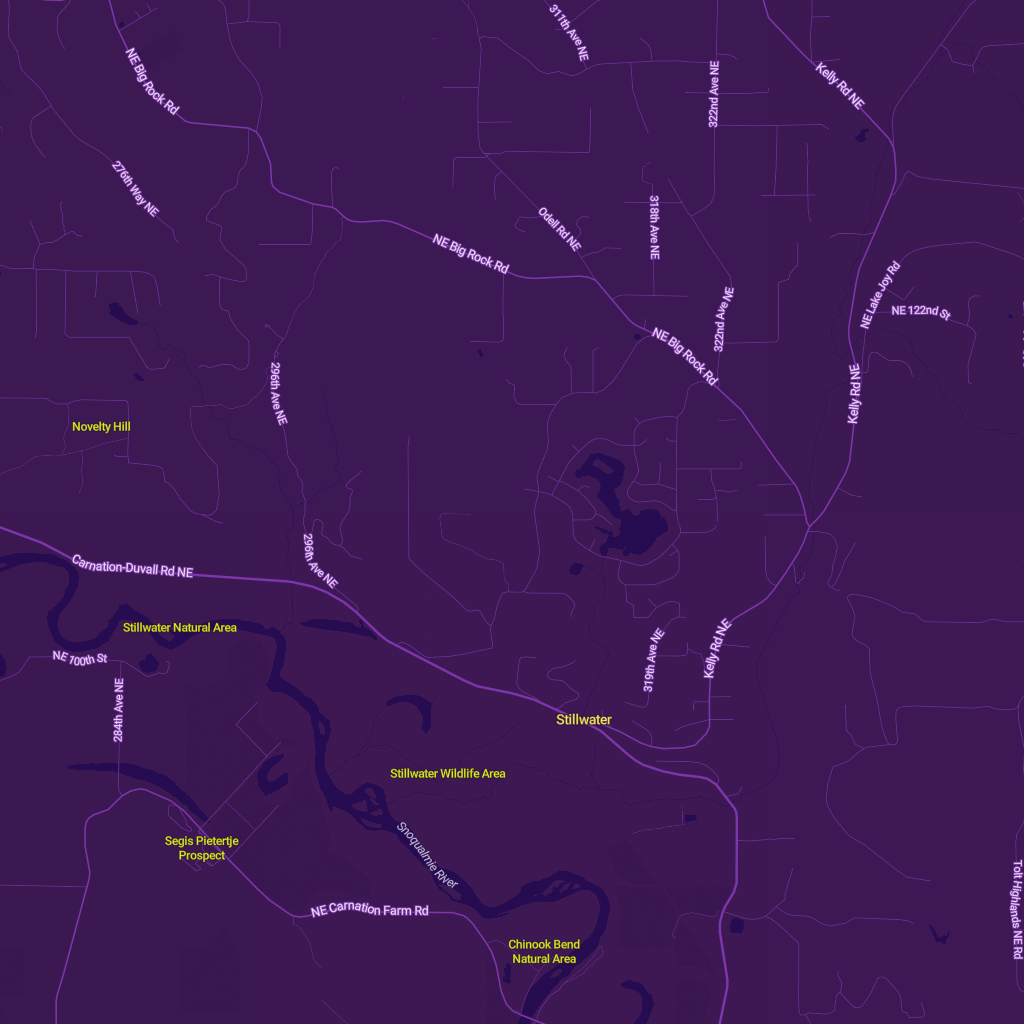 311th Ave NE
NE Big Rock Rd
322nd Ave NE
Kelly Rd NE
276th Way NE
318th Ave NE
Odell Rd NE
NE Big Rock Rd
NE Lake Joy Rd
NE 122nd St
322nd Ave NE
NE Big Rock Rd
296th Ave NE
Kelly Rd NE
Novelty Hill
296th Ave NE
Carnation-Duvall Rd NE
Stillwater Natural Area
NE 100th St
319th Ave NE
Kelly Rd NE
284th Ave NE
Stillwater
Stillwater Wildlife Area
Segis Pietertje
Prospect
Snoqualmie River
Tolt Highlands NE Rd
NE Carnation Farm Rd
Chinook Bend
Natural Area